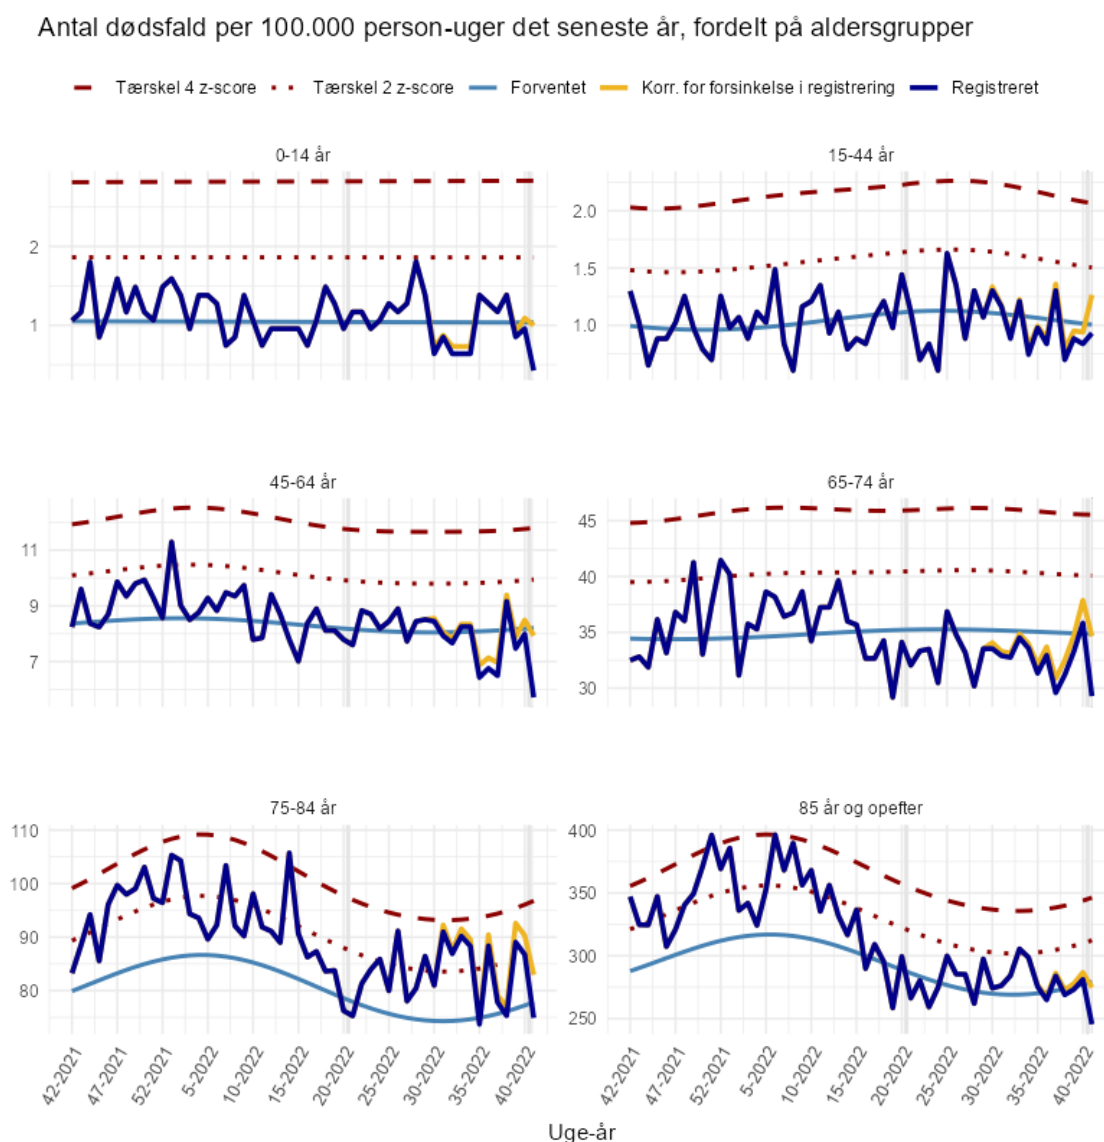 Antal dødsfald per 100.000 person-uger det seneste år, fordelt på aldersgrupper
Tærskel 4 z-score Tærskel 2 z-score Forventet Korr. for forsinkelse i registrering Registreret
0-14 år
2
1
15-44 år
2.0
1.5
1.0
45-64 år
11
9
7
65-74 år
45
40
35
30
75-84 år
110
100
90
80
85 år og opefter
400
350
300
250
42-2021 47-2021 52-2021 5-2022 10-2022 15-2022 20-2022 25-2022 30-2022 35-2022 40-2022
42-2021 47-2021 52-2021 5-2022 10-2022 15-2022 20-2022 25-2022 30-2022 35-2022 40-2022
Uge-år